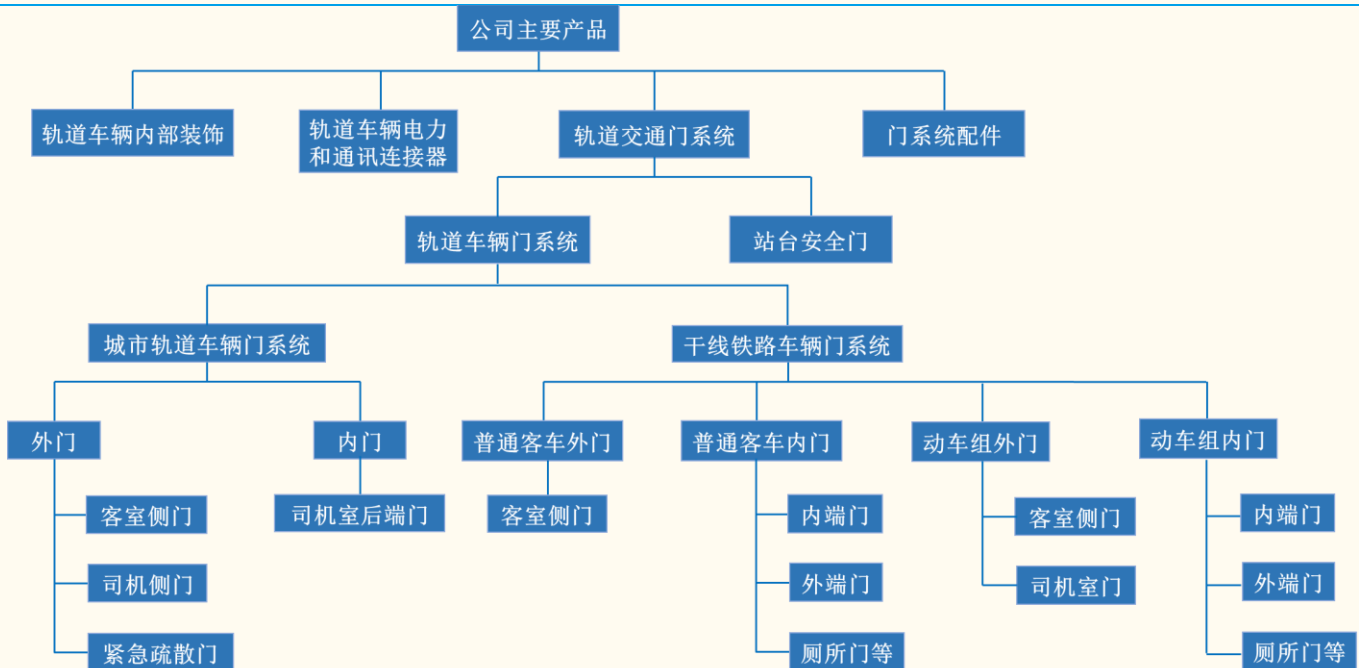 公司主要产品
轨道车辆内部装饰
轨道车辆电力
和通讯连接器
轨道交通门系统
门系统配件
轨道车辆门系统
站台安全门
城市轨道车辆门系统
干线铁路车辆门系统
外门
内门
普通客车外门
普通客车内门
动车组外门
动车组内门
客室侧门
司机室后端门
客室侧门
内端门
客室侧门
内端门
司机侧门
外端门
司机室门
外端门
紧急疏散门
厕所门等
厕所门等